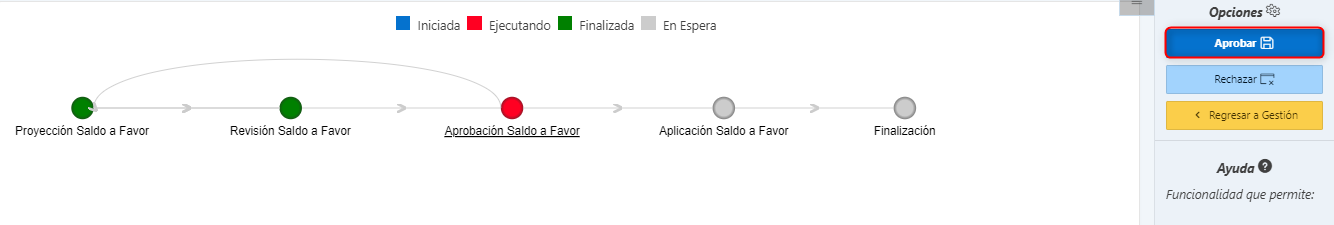 Iniciada Ejecutando Finalizada En Espera
Proyección Saldo a Favor Revisión Saldo a Favor Aprobación Saldo a Favor Aplicación Saldo a Favor Finalización
Opciones
Aprobar
Rechazar
Regresar a Gestión
Ayuda
Funcionalidad que permite: